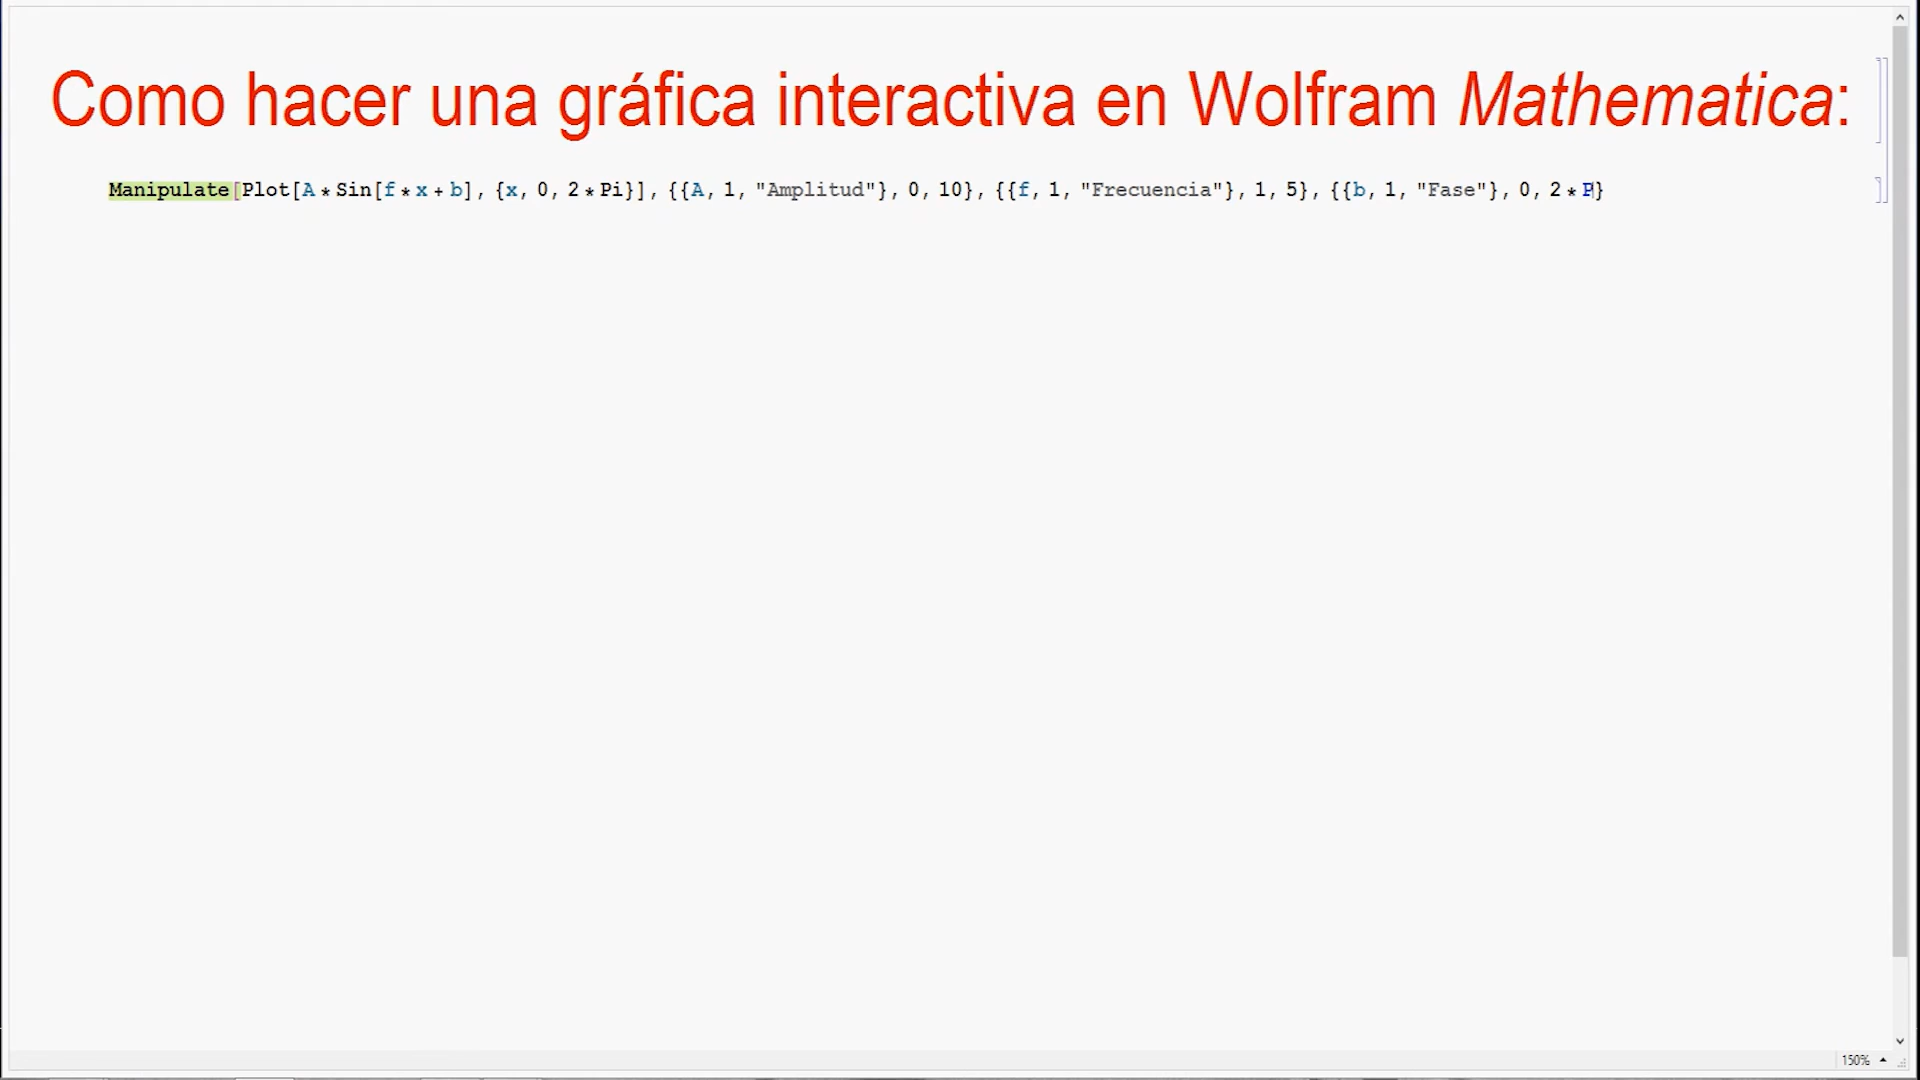 Como hacer una gráfica interactiva en Wolfram Mathematica:
Manipulate[Plot[A * Sin[f * x + b], {x, 0, 2 * Pi}], {{A, 1, "Amplitud"}, 0, 10}, {{f, 1, "Frecuencia"}, 1, 5}, {{b, 1, "Fase"}, 0, 2 * P}
150%